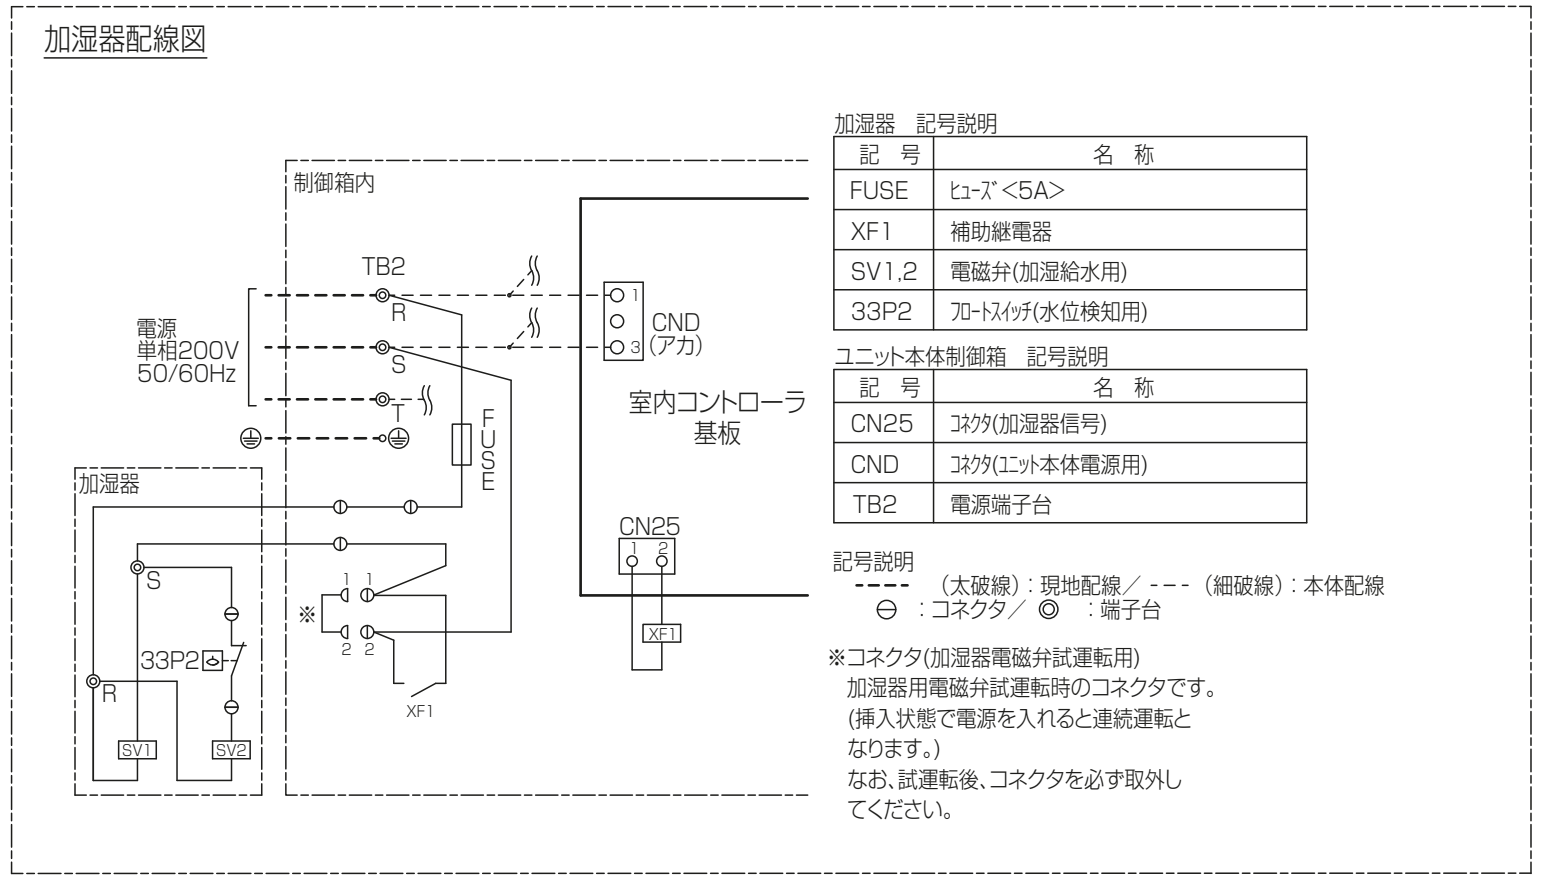 加湿器配線図
制御箱内
TB2
R
S
T
電源
単相200V
50/60Hz
FUSE
1
3
CND
(アカ)
室内コントローラ
基板
CN25
1 2
XF1
加湿器
S
33P2
R
SV1
SV2
※
1 1
2 2
XF1
加湿器 記号説明
記 号 名 称
FUSE ヒューズ<5A>
XF1 補助継電器
SV1,2 電磁弁(加湿給水用)
33P2 フロートスイッチ(水位検知用)
ユニット本体制御箱 記号説明
記 号 名 称
CN25 コネクタ(加湿器信号)
CND コネクタ(ユニット本体電源用)
TB2 電源端子台
記号説明
(太破線):現地配線/ (細破線):本体配線
:コネクタ/ :端子台
※コネクタ(加湿器電磁弁試運転用)
加湿器用電磁弁試運転時のコネクタです。
(挿入状態で電源を入れると連続運転と
なります。)
なお、試運転後、コネクタを必ず取外し
てください。